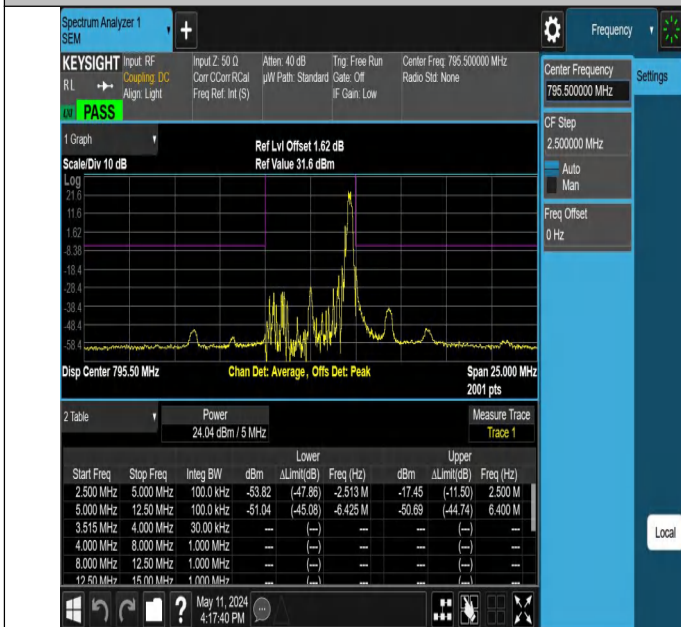 Spectrum Analyzer 1
SEM
+
Frequency
KEYSIGHT
Input: RF
Coupling: DC
Align: Light
Input Z: 50 Ω
Corr CCorr RCal
Freq Ref: Int (S)
Atten: 40 dB
µW Path: Standard
Trig: Free Run
Gate: Off
IF Gain: Low
Center Freq: 795.500000 MHz
Radio Std: None
RL
PASS
Center Frequency
795.500000 MHz
Settings
CF Step
2.500000 MHz
Auto
Man
Freq Offset
0 Hz
1 Graph
Scale/Div 10 dB
Ref Lvl Offset 1.62 dB
Ref Value 31.6 dBm
Log
21.6
11.6
1.62
-8.38
-18.4
-28.4
-38.4
-48.4
-58.4
Disp Center 795.50 MHz
Chan Det: Average, Offs Det: Peak
Span 25.000 MHz
2001 pts
2 Table
Power
24.04 dBm / 5 MHz
Measure Trace
Trace 1
Lower Upper
Start Freq Stop Freq Integ BW dBm ΔLimit(dB) Freq (Hz) dBm ΔLimit(dB) Freq (Hz)
2.500 MHz 5.000 MHz 100.0 kHz -53.82 (-47.86) -2.513 M -17.45 (-11.50) 2.500 M
5.000 MHz 12.50 MHz 100.0 kHz -51.04 (-45.08) -6.425 M -50.69 (-44.74) 6.400 M
3.515 MHz 4.000 MHz 30.00 kHz --- (---) --- --- (---) ---
4.000 MHz 8.000 MHz 1.000 MHz --- (---) --- --- (---) ---
8.000 MHz 12.50 MHz 1.000 MHz --- (---) --- --- (---) ---
12.50 MHz 15.00 MHz 1.000 MHz --- (---) --- --- (---) ---
Local
?
May 11, 2024
4:17:40 PM